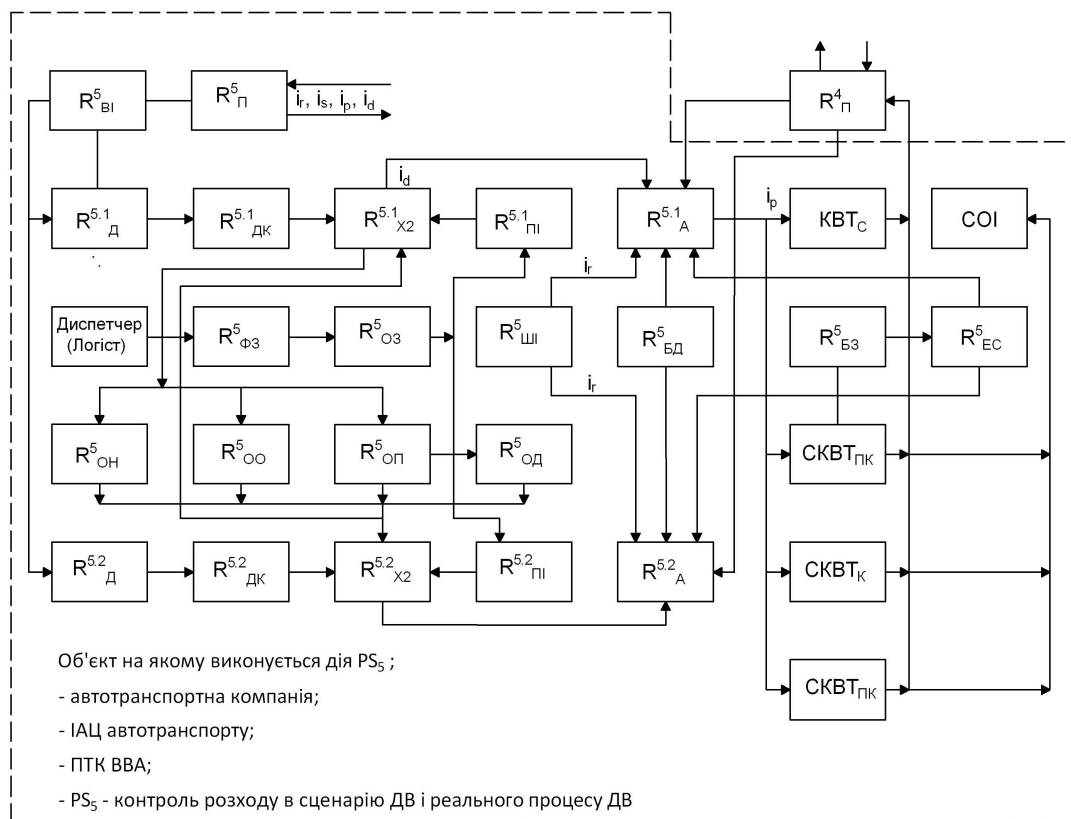 R⁵ВІ
R⁵П
iᵣ, iₛ, iₚ, i_d
R⁴П
i_d
R⁵·¹Д
R⁵·¹ДК
R⁵·¹Х2
R⁵·¹ПІ
R⁵·¹А
iₚ
КВТС
СОІ
iᵣ
Диспетчер
(Логіст)
R⁵ФЗ
R⁵ОЗ
R⁵ШІ
R⁵БД
R⁵БЗ
R⁵ЕС
iᵣ
R⁵ОН
R⁵ОО
R⁵ОП
R⁵ОД
СКВТПК
R⁵·²Д
R⁵·²ДК
R⁵·²Х2
R⁵·²ПІ
R⁵·²А
СКВТК
СКВТПК
Об'єкт на якому виконується дія PS₅ ;
- автотранспортна компанія;
- ІАЦ автотранспорту;
- ПТК ВВА;
- PS₅ - контроль розходу в сценарію ДВ і реального процесу ДВ